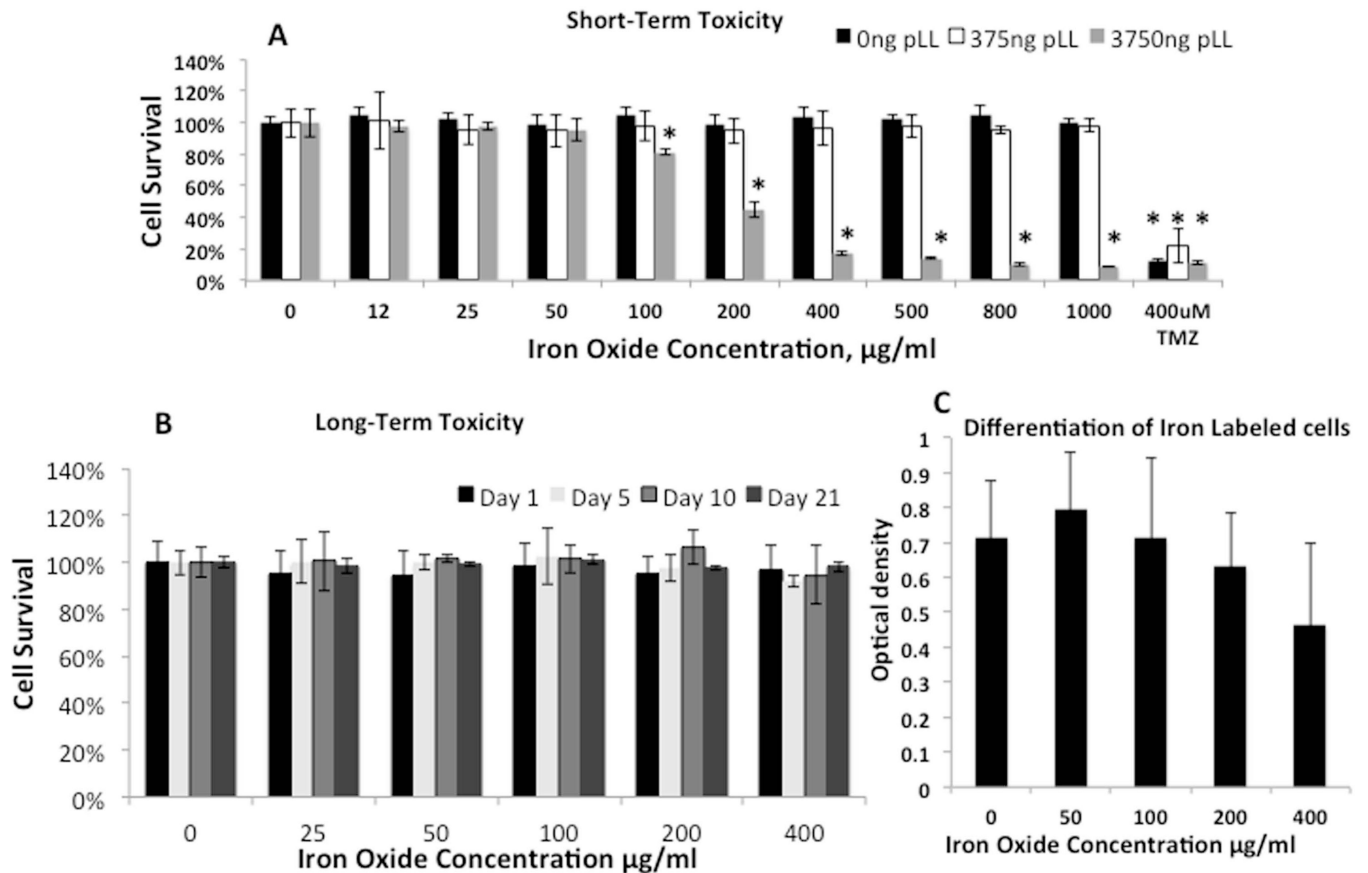 Short-Term Toxicity
A
0ng pLL 375ng pLL 3750ng pLL
140%
120%
100%
80%
60%
40%
20%
0%
Cell Survival
* * * * * * * * *
0 12 25 50 100 200 400 500 800 1000 400uM
TMZ
Iron Oxide Concentration, µg/ml
B
Long-Term Toxicity
Day 1 Day 5 Day 10 Day 21
140%
120%
100%
80%
60%
40%
20%
0%
Cell Survival
0 25 50 100 200 400
Iron Oxide Concentration µg/ml
C
Differentiation of Iron Labeled cells
1
0.9
0.8
0.7
0.6
0.5
0.4
0.3
0.2
0.1
0
Optical density
0 50 100 200 400
Iron Oxide Concentration µg/ml